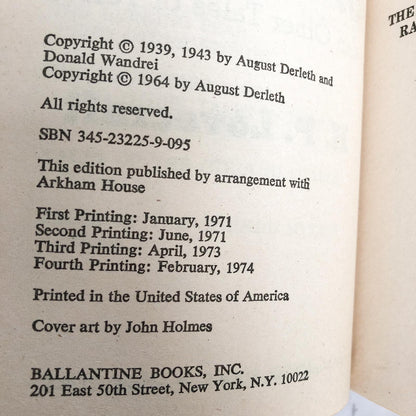 Copyright © 1939, 1943 by August Derleth and
Donald Wandrei
Copyright © 1964 by August Derleth
All rights reserved.
SBN 345-23225-9-095
This edition published by arrangement with
Arkham House
First Printing: January, 1971
Second Printing: June, 1971
Third Printing: April, 1973
Fourth Printing: February, 1974
Printed in the United States of America
Cover art by John Holmes
BALLANTINE BOOKS, INC.
201 East 50th Street, New York, N.Y. 10022
THE
RA